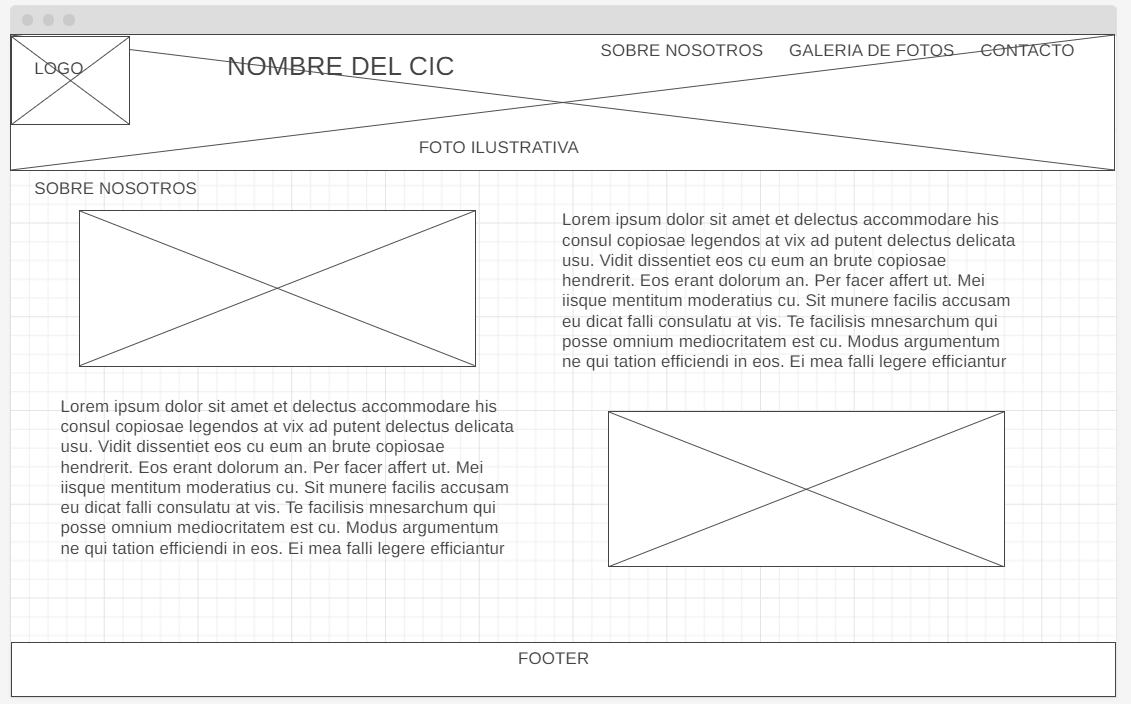 LOGO
NOMBRE DEL CIC
SOBRE NOSOTROS
GALERIA DE FOTOS
CONTACTO
FOTO ILUSTRATIVA
SOBRE NOSOTROS
Lorem ipsum dolor sit amet et delectus accommodare his
consul copiosae legendos at vix ad putent delectus delicata
usu. Vidit dissentiet eos cu eum an brute copiosae
hendrerit. Eos erant dolorum an. Per facer affert ut. Mei
iisque mentitum moderatius cu. Sit munere facilis accusam
eu dicat falli consulatu at vis. Te facilisis mnesarchum qui
posse omnium mediocritatem est cu. Modus argumentum
ne qui tation efficiendi in eos. Ei mea falli legere efficiantur
Lorem ipsum dolor sit amet et delectus accommodare his
consul copiosae legendos at vix ad putent delectus delicata
usu. Vidit dissentiet eos cu eum an brute copiosae
hendrerit. Eos erant dolorum an. Per facer affert ut. Mei
iisque mentitum moderatius cu. Sit munere facilis accusam
eu dicat falli consulatu at vis. Te facilisis mnesarchum qui
posse omnium mediocritatem est cu. Modus argumentum
ne qui tation efficiendi in eos. Ei mea falli legere efficiantur
FOOTER